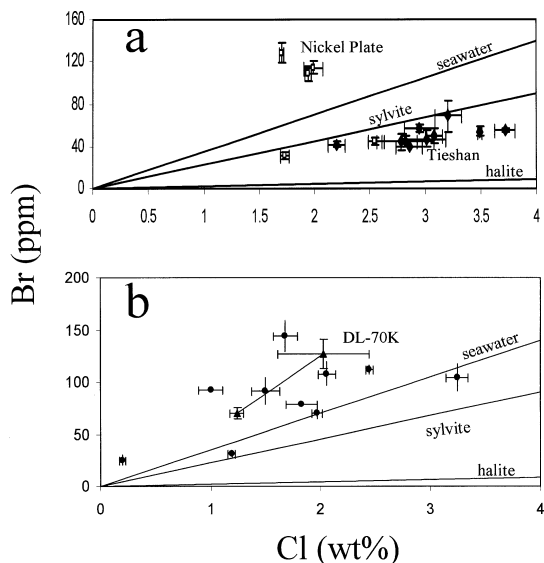 a
Nickel Plate
seawater
sylvite
Tieshan
halite
160
120
80
40
0
0 0.5 1 1.5 2 2.5 3 3.5 4
Br (ppm)
b
DL-70K
seawater
sylvite
halite
200
150
100
50
0
0 1 2 3 4
Cl (wt%)